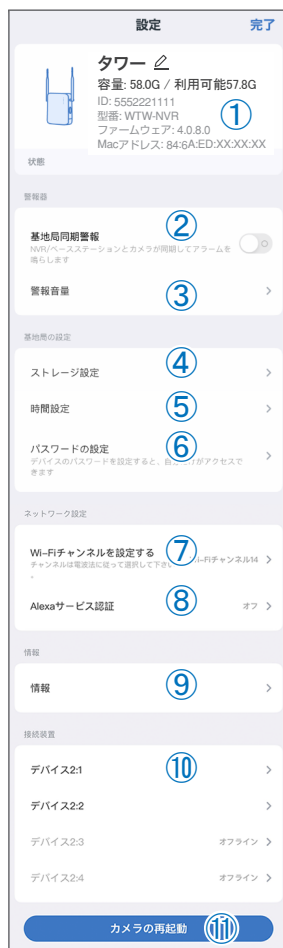 設定
完了
タワー
容量: 58.0G / 利用可能57.8G
ID: 5552221111
型番: WTW-NVR
①
ファームウェア: 4.0.8.0
Macアドレス: 84:6A:ED:XX:XX:XX
状態
警報器
②
基地局同期警報
NVR/ベースステーションとカメラが同期してアラームを
鳴らします
警報音量
③
基地局の設定
ストレージ設定
④
時間設定
⑤
パスワードの設定
⑥
デバイスのパスワードを設定すると、自 けがアクセスで
きます
ネットワーク設定
Wi-Fiチャンネルを設定する
⑦
チャンネルは電波法に従って選択して下さい
。
i-Fiチャンネル14
Alexaサービス認証
⑧
オフ
情報
情報
⑨
接続装置
デバイス2:1
⑩
デバイス2:2
デバイス2:3
オフライン
デバイス2:4
オフライン
カメラの再起動
⑪